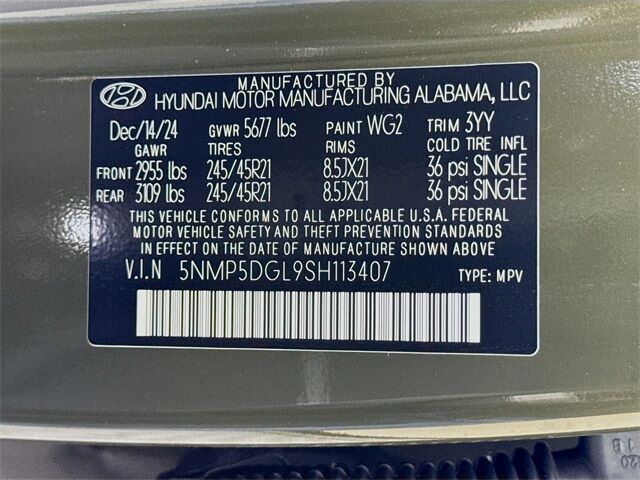 MANUFACTURED BY
HYUNDAI MOTOR MANUFACTURING ALABAMA, LLC
Dec/14/24 GVWR 5677 lbs PAINT WG2 TRIM 3YY
GAWR TIRES RIMS COLD TIRE INFL
FRONT 2955 lbs 245/45R21 8.5JX21 36 psi SINGLE
REAR 3109 lbs 245/45R21 8.5JX21 36 psi SINGLE
THIS VEHICLE CONFORMS TO ALL APPLICABLE U.S.A. FEDERAL
MOTOR VEHICLE SAFETY AND THEFT PREVENTION STANDARDS
IN EFFECT ON THE DATE OF MANUFACTURE SHOWN ABOVE.
V.I.N 5NMP5DGL9SH113407 TYPE: MPV